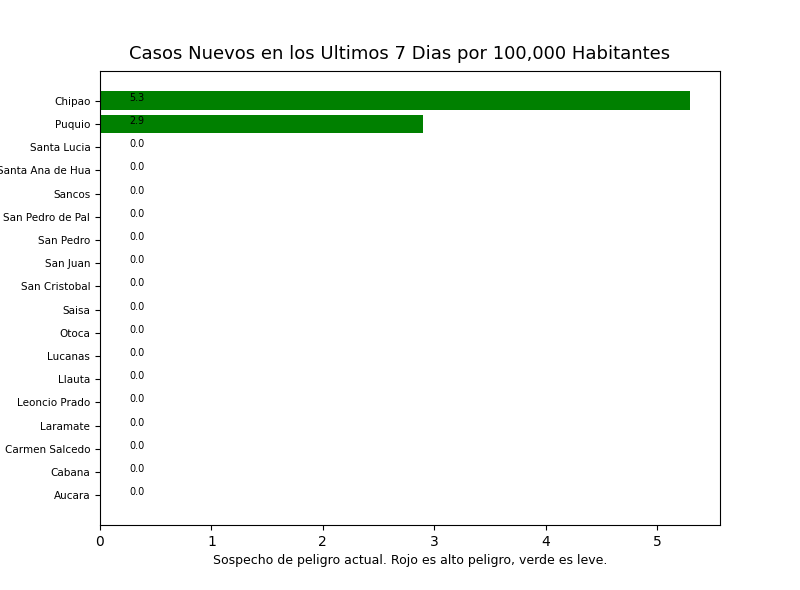 Casos Nuevos en los Ultimos 7 Dias por 100,000 Habitantes
Chipao 5.3
Puquio 2.9
Santa Lucia 0.0
Santa Ana de Hua 0.0
Sancos 0.0
San Pedro de Pal 0.0
San Pedro 0.0
San Juan 0.0
San Cristobal 0.0
Saisa 0.0
Otoca 0.0
Lucanas 0.0
Llauta 0.0
Leoncio Prado 0.0
Laramate 0.0
Carmen Salcedo 0.0
Cabana 0.0
Aucara 0.0
0 1 2 3 4 5
Sospecho de peligro actual. Rojo es alto peligro, verde es leve.